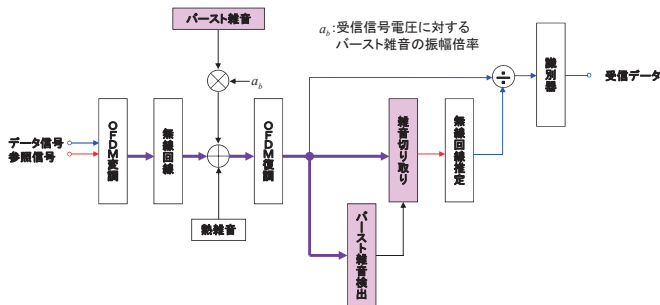 バースト雑音
a_b:受信信号電圧に対する
バースト雑音の振幅倍率
a_b
÷
識別器
受信データ
データ信号
参照信号
OFDM変調
無線回線
OFDM復調
雑音切り取り
無線回線推定
熱雑音
バースト雑音検出